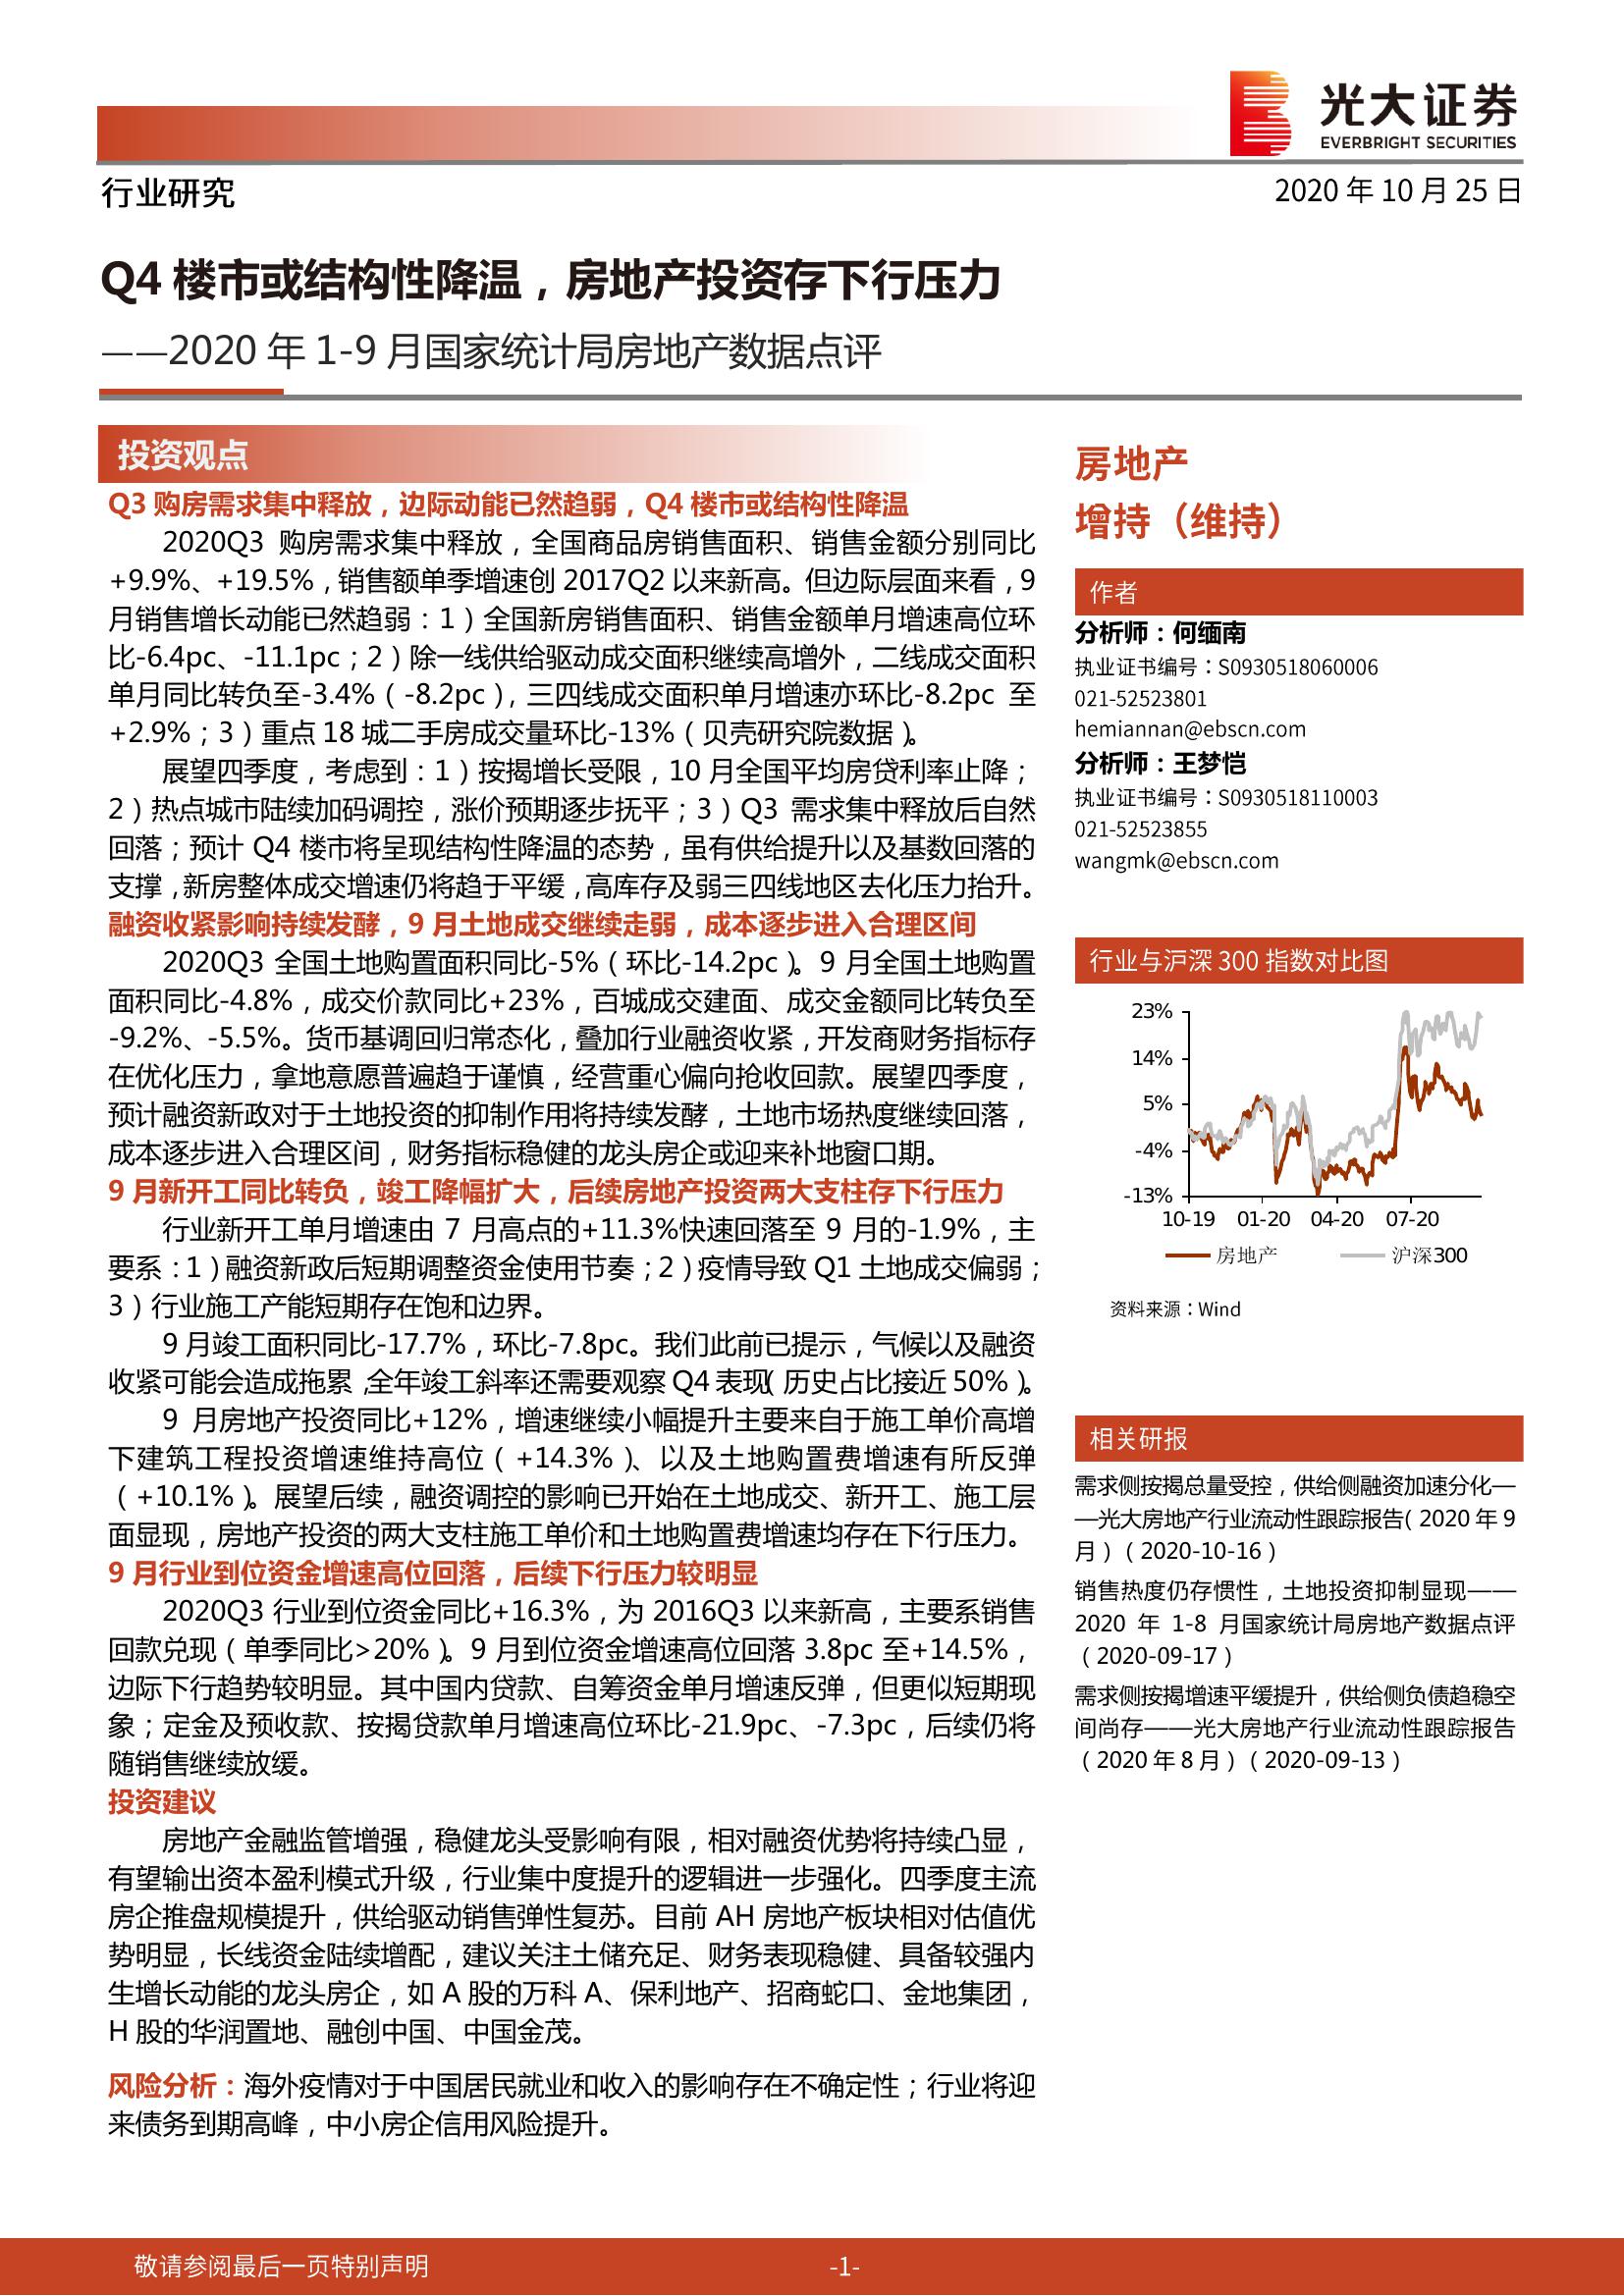 光大证券
EVERBRIGHT SECURITIES
行业研究
2020 年 10 月 25 日
Q4 楼市或结构性降温，房地产投资存下行压力
——2020 年 1-9 月国家统计局房地产数据点评
投资观点
Q3 购房需求集中释放，边际动能已然趋弱，Q4 楼市或结构性降温
2020Q3 购房需求集中释放，全国商品房销售面积、销售金额分别同比
+9.9%、+19.5%，销售额单季增速创 2017Q2 以来新高。但边际层面来看，9
月销售增长动能已然趋弱：1）全国新房销售面积、销售金额单月增速高位环
比-6.4pc、-11.1pc；2）除一线供给驱动成交面积继续高增外，二线成交面积
单月同比转负至-3.4%（-8.2pc），三四线成交面积单月增速亦环比-8.2pc 至
+2.9%；3）重点 18 城二手房成交量环比-13%（贝壳研究院数据）。
展望四季度，考虑到：1）按揭增长受限，10 月全国平均房贷利率止降；
2）热点城市陆续加码调控，涨价预期逐步抚平；3）Q3 需求集中释放后自然
回落；预计 Q4 楼市将呈现结构性降温的态势，虽有供给提升以及基数回落的
支撑，新房整体成交增速仍将趋于平缓，高库存及弱三四线地区去化压力抬升。
融资收紧影响持续发酵，9 月土地成交继续走弱，成本逐步进入合理区间
2020Q3 全国土地购置面积同比-5%（环比-14.2pc）。9 月全国土地购置
面积同比-4.8%，成交价款同比+23%，百城成交建面、成交金额同比转负至
-9.2%、-5.5%。货币基调回归常态化，叠加行业融资收紧，开发商财务指标存
在优化压力，拿地意愿普遍趋于谨慎，经营重心偏向抢收回款。展望四季度，
预计融资新政对于土地投资的抑制作用将持续发酵，土地市场热度继续回落，
成本逐步进入合理区间，财务指标稳健的龙头房企或迎来补地窗口期。
9 月新开工同比转负，竣工降幅扩大，后续房地产投资两大支柱存下行压力
行业新开工单月增速由 7 月高点的+11.3%快速回落至 9 月的-1.9%，主
要系：1）融资新政后短期调整资金使用节奏；2）疫情导致 Q1 土地成交偏弱；
3）行业施工产能短期存在饱和边界。
9 月竣工面积同比-17.7%，环比-7.8pc。我们此前已提示，气候以及融资
收紧可能会造成拖累，全年竣工斜率还需要观察 Q4 表现（历史占比接近 50%）。
9 月房地产投资同比+12%，增速继续小幅提升主要来自于施工单价高增
下建筑工程投资增速维持高位（+14.3%）、以及土地购置费增速有所反弹
（+10.1%）。展望后续，融资调控的影响已开始在土地成交、新开工、施工层
面显现，房地产投资的两大支柱施工单价和土地购置费增速均存在下行压力。
9 月行业到位资金增速高位回落，后续下行压力较明显
2020Q3 行业到位资金同比+16.3%，为 2016Q3 以来新高，主要系销售
回款兑现（单季同比>20%）。9 月到位资金增速高位回落 3.8pc 至+14.5%，
边际下行趋势较明显。其中国内贷款、自筹资金单月增速反弹，但更似短期现
象；定金及预收款、按揭贷款单月增速高位环比-21.9pc、-7.3pc，后续仍将
随销售继续放缓。
投资建议
房地产金融监管增强，稳健龙头受影响有限，相对融资优势将持续凸显，
有望输出资本盈利模式升级，行业集中度提升的逻辑进一步强化。四季度主流
房企推盘规模提升，供给驱动销售弹性复苏。目前 AH 房地产板块相对估值优
势明显，长线资金陆续增配，建议关注土储充足、财务表现稳健、具备较强内
生增长动能的龙头房企，如 A 股的万科 A、保利地产、招商蛇口、金地集团，
H 股的华润置地、融创中国、中国金茂。
风险分析：海外疫情对于中国居民就业和收入的影响存在不确定性；行业将迎
来债务到期高峰，中小房企信用风险提升。
房地产
增持（维持）
作者
分析师：何缅南
执业证书编号：S0930518060006
021-52523801
hemiannan@ebscn.com
分析师：王梦恺
执业证书编号：S0930518110003
021-52523855
wangmk@ebscn.com
行业与沪深 300 指数对比图
23%
14%
5%
-4%
-13%
10-19 01-20 04-20 07-20
房地产 沪深300
资料来源：Wind
相关研报
需求侧按揭总量受控，供给侧融资加速分化—
—光大房地产行业流动性跟踪报告（2020 年 9
月）（2020-10-16）
销售热度仍存惯性，土地投资抑制显现——
2020 年 1-8 月国家统计局房地产数据点评
（2020-09-17）
需求侧按揭增速平缓提升，供给侧负债趋稳空
间尚存——光大房地产行业流动性跟踪报告
（2020 年 8 月）（2020-09-13）
敬请参阅最后一页特别声明
-1-